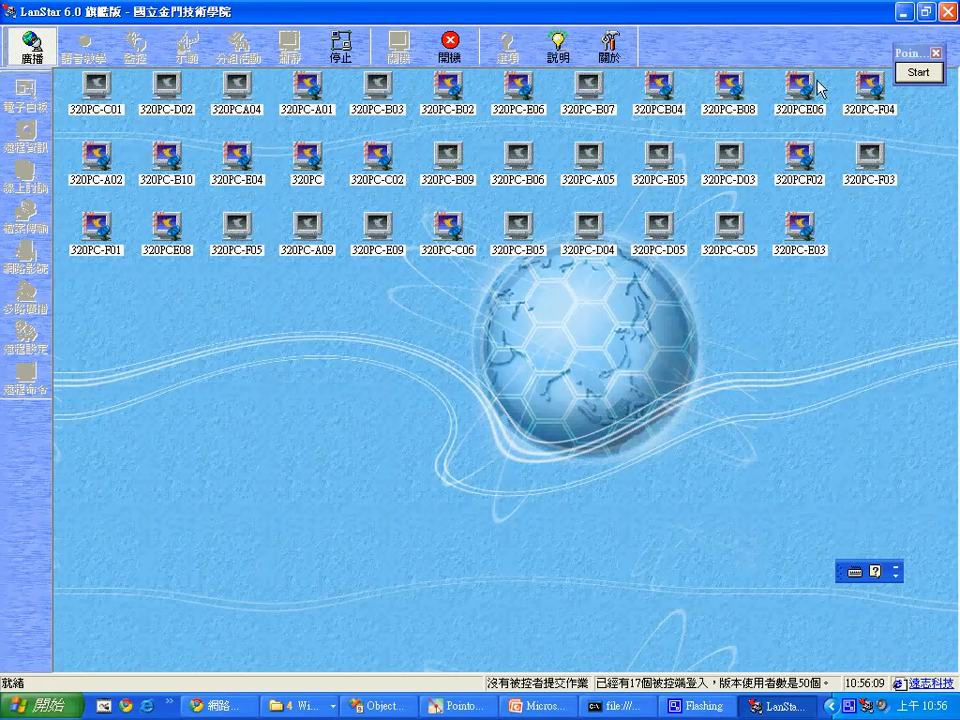 LanStar 6.0 旗艦版 - 國立金門技術學院
廣播 語音教學 監控 示範 分組活動 肅靜 停止 關機 開機 選項 說明 關於
Poin...
Start
電子白板
遠程資訊
線上討論
檔案傳輸
網路影院
多路廣播
遠程設定
遠程命令
320PC-C01 320PC-D02 320PCA04 320PC-A01 320PC-B03 320PC-B02 320PC-E06 320PC-B07 320PCB04 320PC-B08 320PCE06 320PC-F04
320PC-A02 320PC-B10 320PC-E04 320PC 320PC-C02 320PC-B09 320PC-B06 320PC-A05 320PC-E05 320PC-D03 320PCF02 320PC-F03
320PC-F01 320PCE08 320PC-F05 320PC-A09 320PC-E09 320PC-C06 320PC-B05 320PC-D04 320PC-D05 320PC-C05 320PC-E03
就緒 沒有被控者提交作業 已經有17個被控端登入，版本使用者數是50個。 10:56:09 遠志科技
開始 網路... 4 Wi... Object... Pointo... Micros... file:///... Flashing LanSta... 上午 10:56